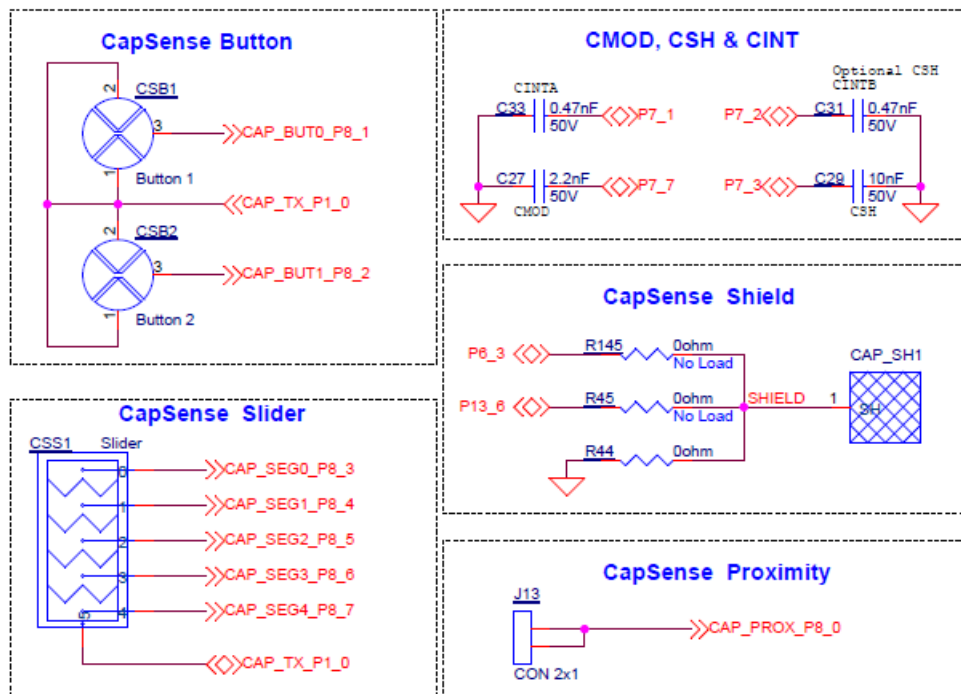 CapSense Button
2
CSB1
3
CAP_BUT0_P8_1
1
Button 1
CAP_TX_P1_0
2
CSB2
3
CAP_BUT1_P8_2
1
Button 2
CMOD, CSH & CINT
Optional CSH
CINTA
CINTB
C33
0.47nF
P7_1
P7_2
C31
0.47nF
50V
50V
C27
2.2nF
P7_7
P7_3
C29
10nF
50V
50V
CMOD
CSH
CapSense Shield
P6_3
R145
0ohm
No Load
CAP_SH1
P13_6
R45
0ohm
No Load
SHIELD
1
SH
R44
0ohm
CapSense Slider
CSS1
Slider
0
CAP_SEG0_P8_3
1
CAP_SEG1_P8_4
2
CAP_SEG2_P8_5
3
CAP_SEG3_P8_6
4
CAP_SEG4_P8_7
5
CAP_TX_P1_0
CapSense Proximity
J13
CAP_PROX_P8_0
CON 2x1